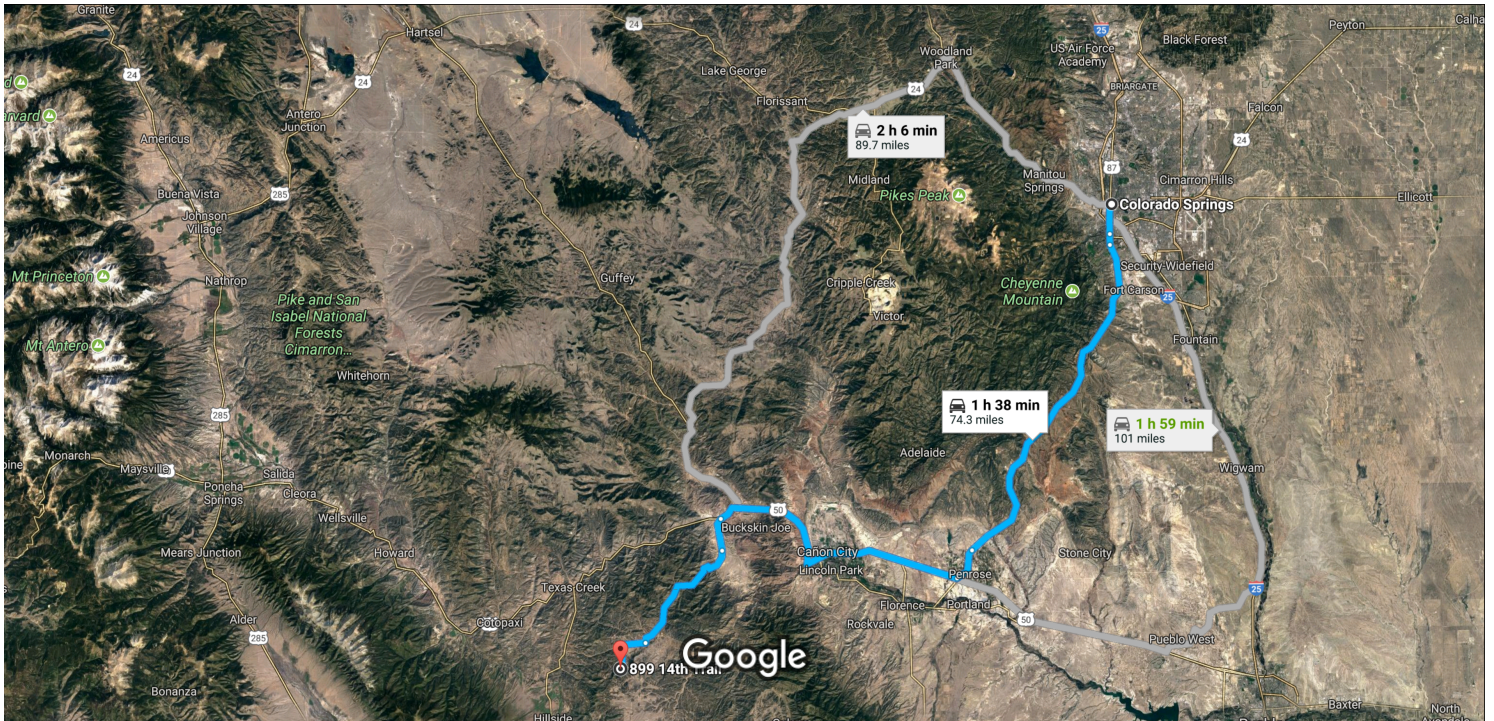 Granite
24
Hartsel
24
Lake George
Woodland
Park
25
US Air Force
Academy
Black Forest
Peyton
24
24
Antero
Junction
Florissant
24
BRIARGATE
Falcon
Americus
2 h 6 min
89.7 miles
24
87
Midland
Manitou
Springs
Cimarron Hills
Buena Vista
285
Pikes Peak
Ellicott
Johnson
Village
Colorado Springs
Mt Princeton
Nathrop
Guffey
Cripple Creek
Cheyenne
Mountain
Security-Widefield
Fort Carson
25
Pike and San
Isabel National
Forests
Cimarron...
Victor
Fountain
Mt Antero
Whitehorn
1 h 38 min
74.3 miles
285
1 h 59 min
101 miles
Monarch
Maysville
Salida
Adelaide
Wigwam
Poncha
Springs
Cleora
Wellsville
50
Buckskin Joe
Mears Junction
Howard
Cañon City
Lincoln Park
Stone City
Texas Creek
Penrose
25
Florence
Portland
Alder
Cotopaxi
Rockvale
50
285
Pueblo West
Google
899 14th Trail
Bonanza
Hillside
Baxter
North